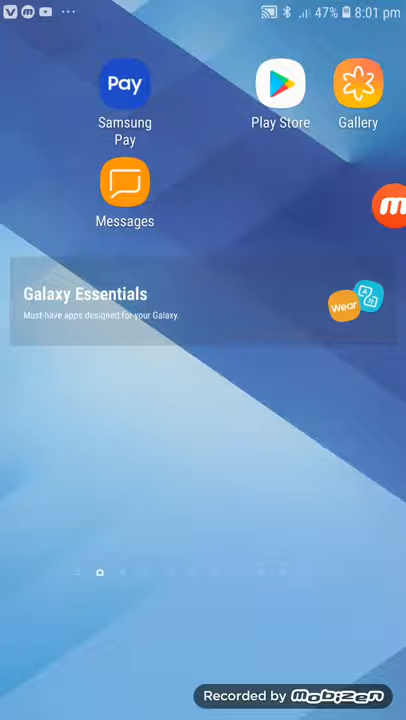 47% 8:01 pm
Pay
Samsung
Pay
Play Store
Gallery
Messages
m
Galaxy Essentials
Must-have apps designed for your Galaxy.
Wear
Recorded by Mobizen